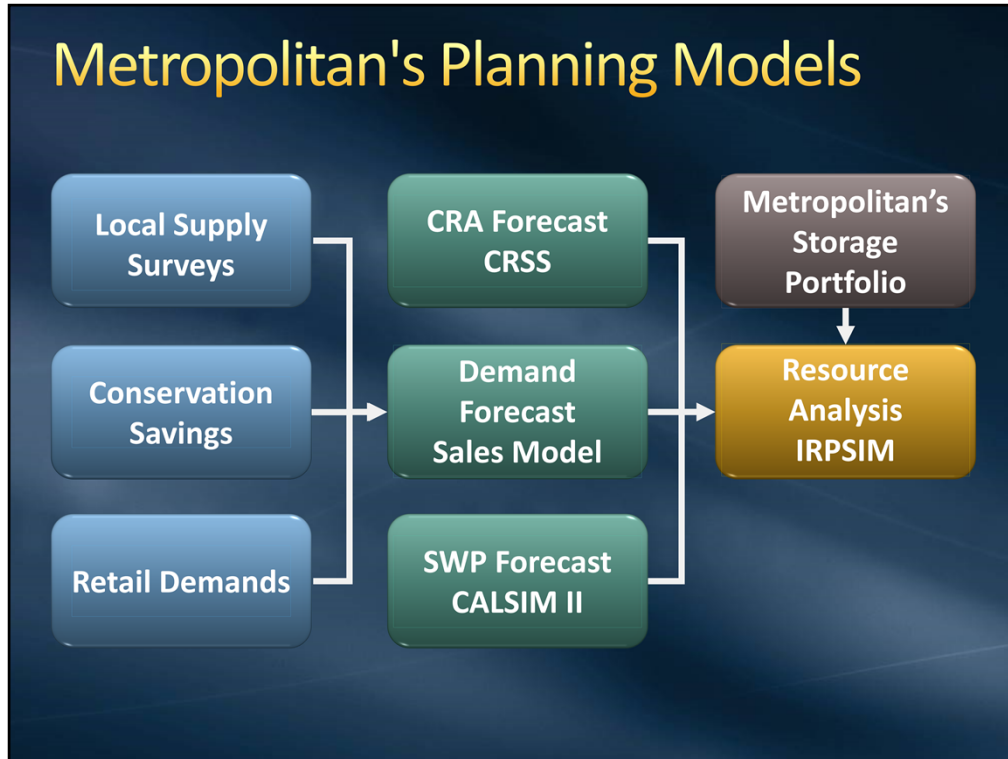 Metropolitan's Planning Models
Local Supply
Surveys
Conservation
Savings
Retail Demands
CRA Forecast
CRSS
Demand
Forecast
Sales Model
SWP Forecast
CALSIM II
Metropolitan’s
Storage
Portfolio
Resource
Analysis
IRPSIM